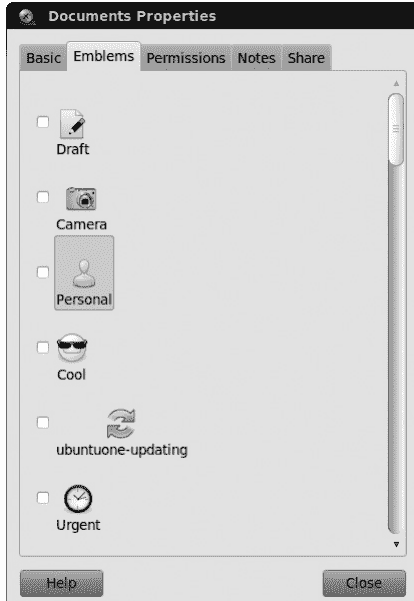 Documents Properties
Basic Emblems Permissions Notes Share
Draft
Camera
Personal
Cool
ubuntuone-updating
Urgent
Help Close